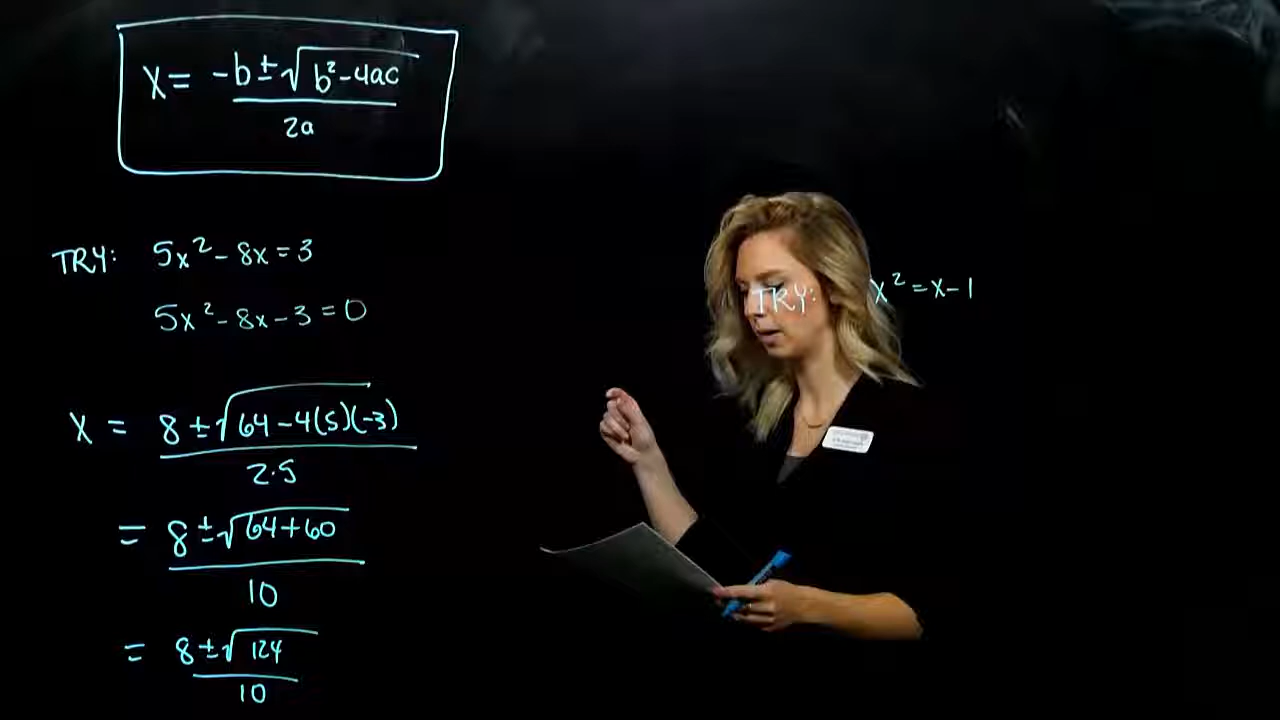 x = -b ± √b² - 4ac
2a
TRY: 5x² - 8x = 3
5x² - 8x - 3 = 0
x = 8 ± √64 - 4(5)(-3)
2·5
= 8 ± √64 + 60
10
= 8 ± √124
10
TRY: x² = x - 1